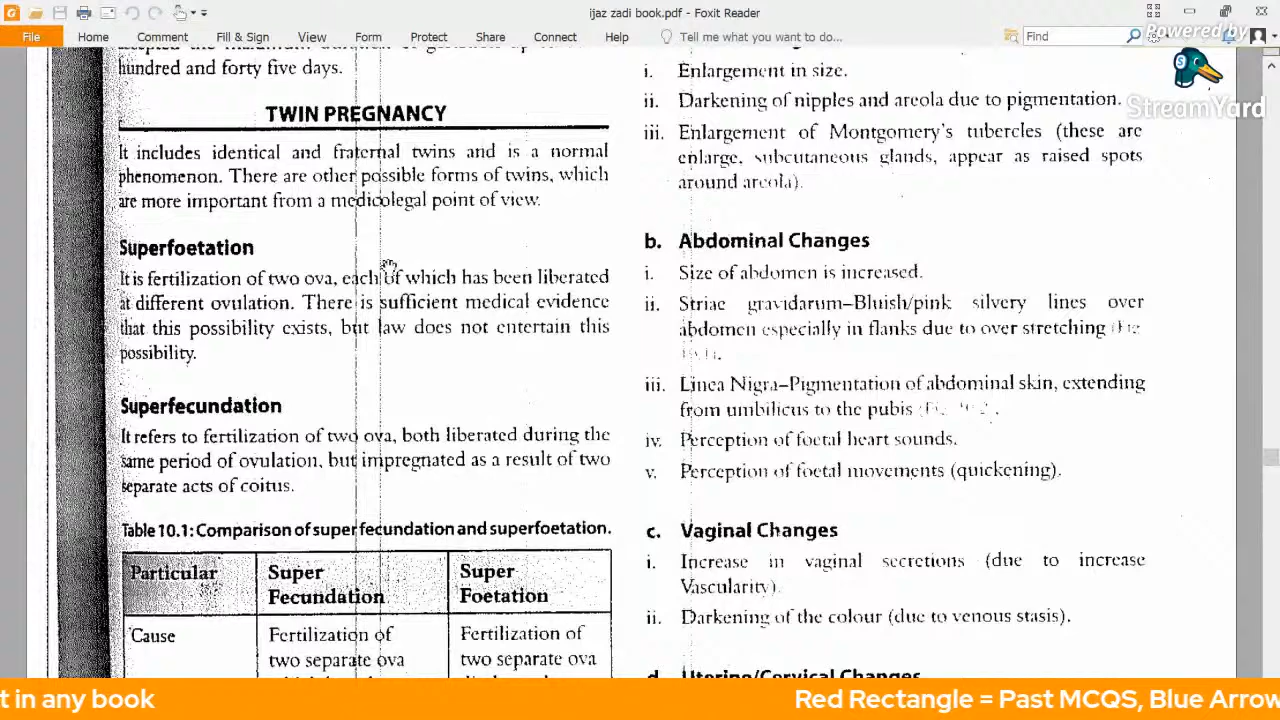 ijaz zadi book.pdf - Foxit Reader
File Home Comment Fill & Sign View Form Protect Share Connect Help Tell me what you want to do... Find
Powered by
StreamYard
hundred and forty five days.
TWIN PREGNANCY
It includes identical and fraternal twins and is a normal
phenomenon. There are other possible forms of twins, which
are more important from a medicolegal point of view.
Superfoetation
It is fertilization of two ova, each of which has been liberated
at different ovulation. There is sufficient medical evidence
that this possibility exists, but law does not entertain this
possibility.
Superfecundation
It refers to fertilization of two ova, both liberated during the
same period of ovulation, but impregnated as a result of two
separate acts of coitus.
Table 10.1: Comparison of super fecundation and superfoetation.
Particular Super Super
Fecundation Foetation
Cause Fertilization of Fertilization of
two separate ova two separate ova
i. Enlargement in size.
ii. Darkening of nipples and areola due to pigmentation.
iii. Enlargement of Montgomery's tubercles (these are
enlarge, subcutaneous glands, appear as raised spots
around areola).
b. Abdominal Changes
i. Size of abdomen is increased.
ii. Striae gravidarum–Bluish/pink silvery lines over
abdomen especially in flanks due to over stretching
iii. Linea Nigra–Pigmentation of abdominal skin, extending
from umbilicus to the pubis
iv. Perception of foetal heart sounds.
v. Perception of foetal movements (quickening).
c. Vaginal Changes
i. Increase in vaginal secretions (due to increase
Vascularity).
ii. Darkening of the colour (due to venous stasis).
d. Uterine/Cervical Changes
t in any book Red Rectangle = Past MCQS, Blue Arrow